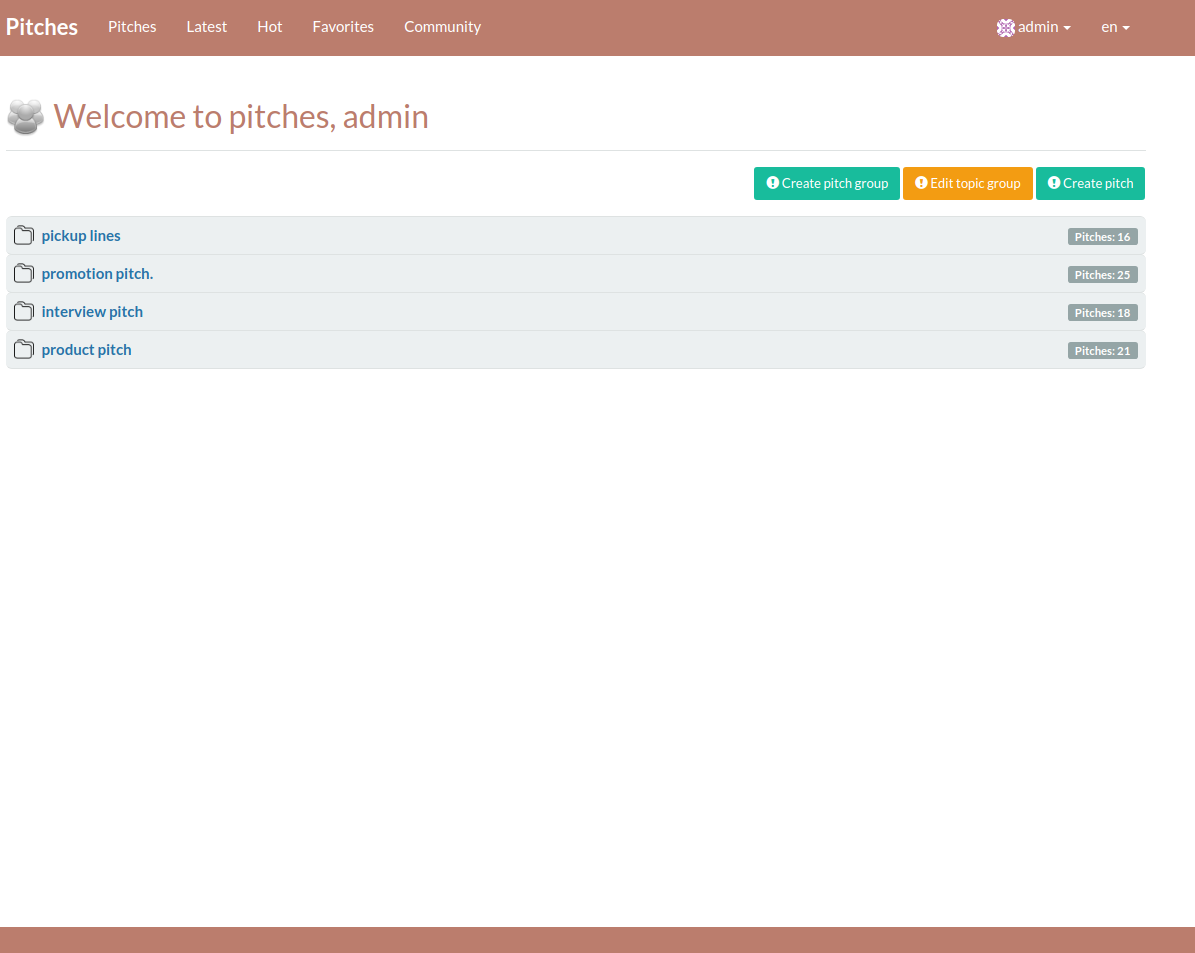 Pitches Pitches Latest Hot Favorites Community admin en
Welcome to pitches, admin
Create pitch group Edit topic group Create pitch
pickup lines Pitches: 16
promotion pitch. Pitches: 25
interview pitch Pitches: 18
product pitch Pitches: 21